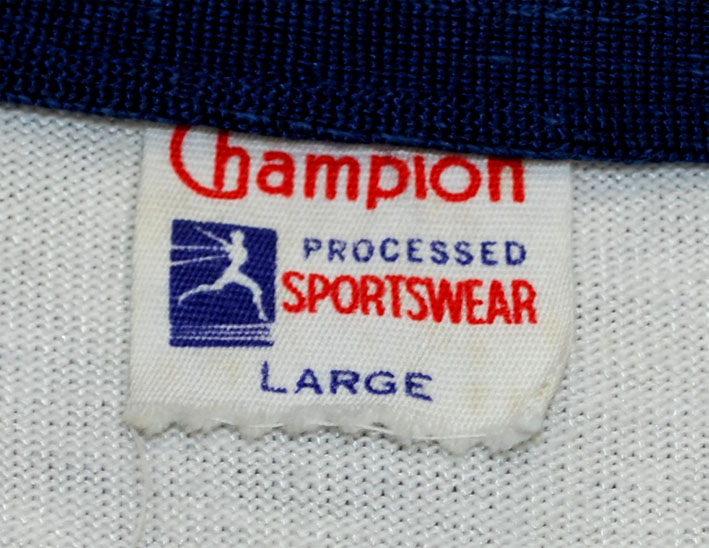 Champion
PROCESSED
SPORTSWEAR
LARGE